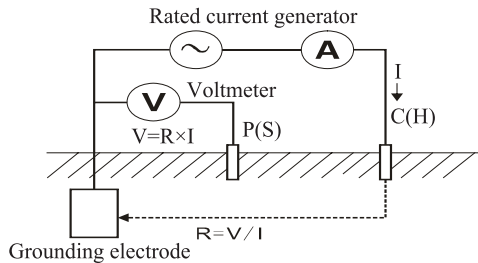 Rated current generator
A
I
Voltmeter
V
C(H)
V=R×I
P(S)
R=V/I
Grounding electrode